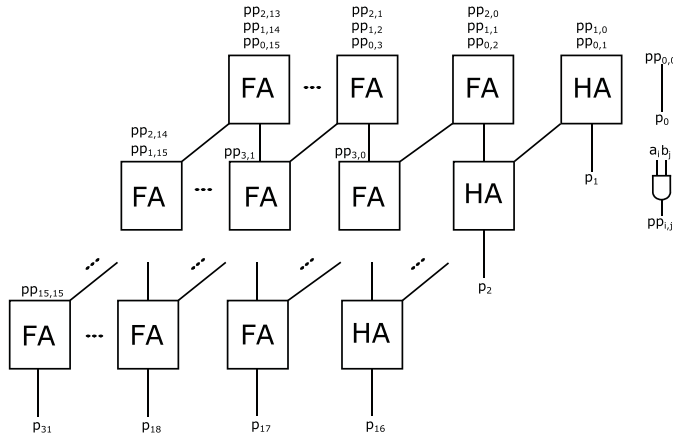 pp2,13 pp2,1 pp2,0
pp1,14 pp1,2 pp1,1 pp1,0
pp0,15 pp0,3 pp0,2 pp0,1
pp0,0
FA ... FA FA HA
p0
pp2,14
pp1,15 pp3,1 pp3,0
ai bj
p1
FA ... FA FA HA
ppi,j
... ... ... ...
p2
pp15,15
FA ... FA FA HA
p31 p18 p17 p16